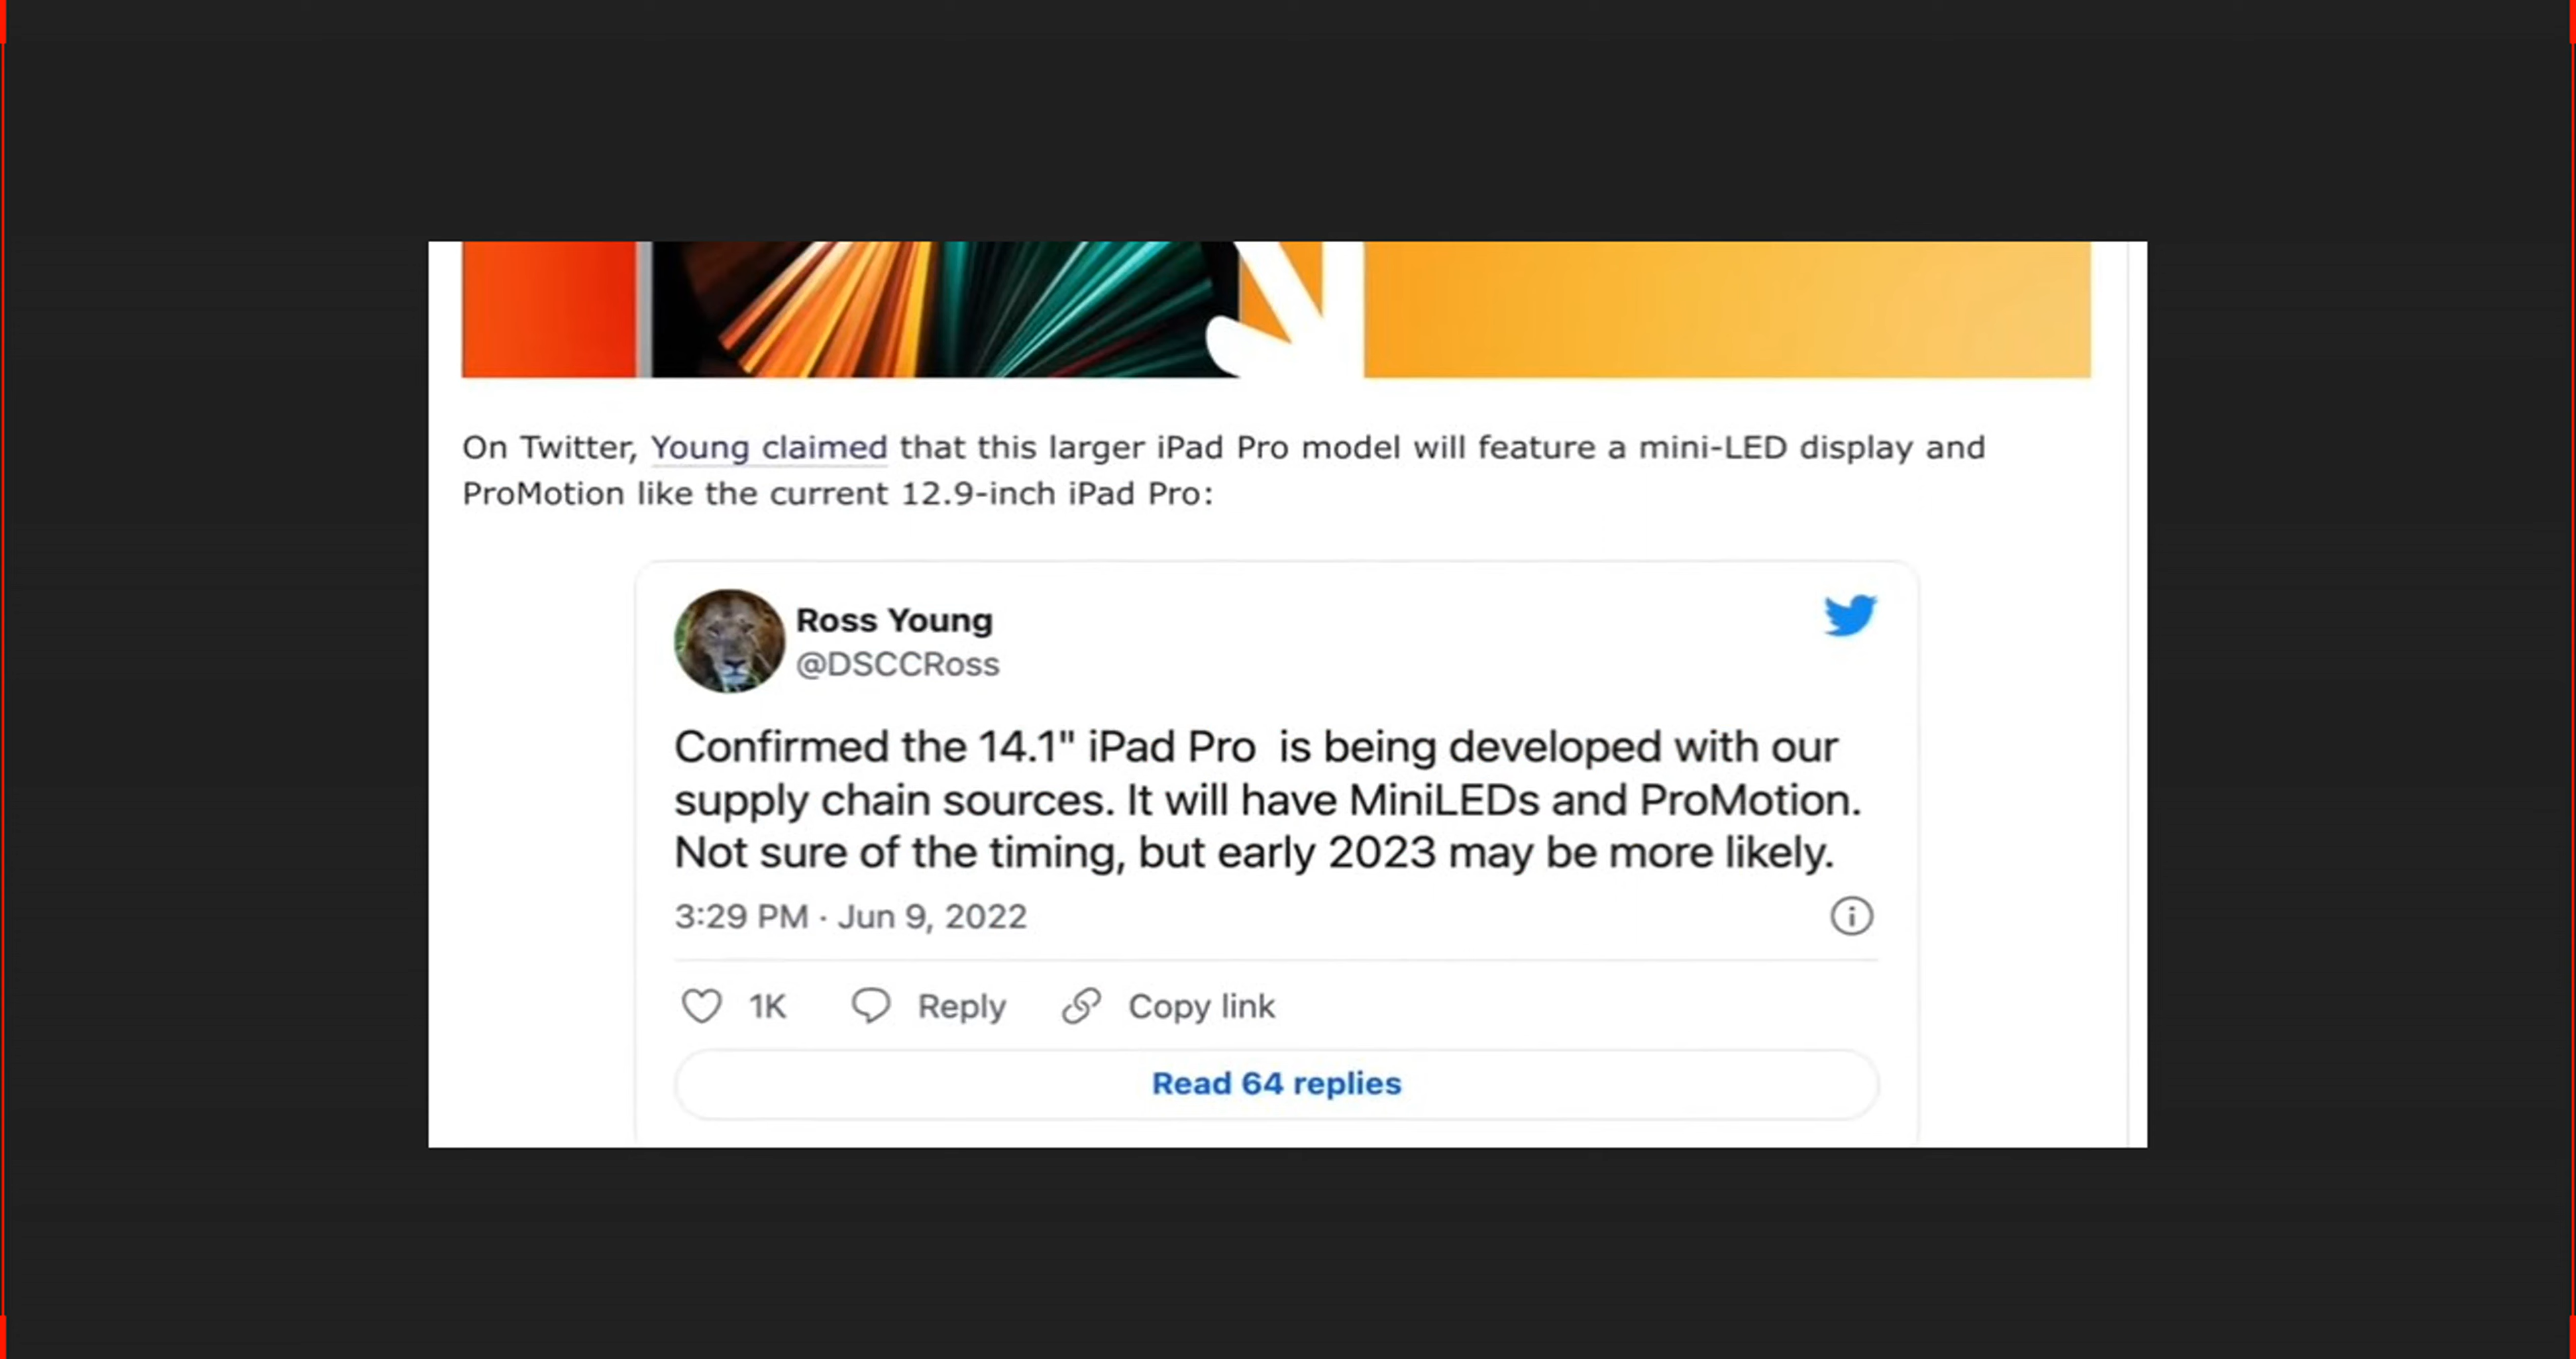 On Twitter, Young claimed that this larger iPad Pro model will feature a mini-LED display and
ProMotion like the current 12.9-inch iPad Pro:
Ross Young
@DSCCRoss
Confirmed the 14.1" iPad Pro is being developed with our
supply chain sources. It will have MiniLEDs and ProMotion.
Not sure of the timing, but early 2023 may be more likely.
3:29 PM · Jun 9, 2022
1K Reply Copy link
Read 64 replies